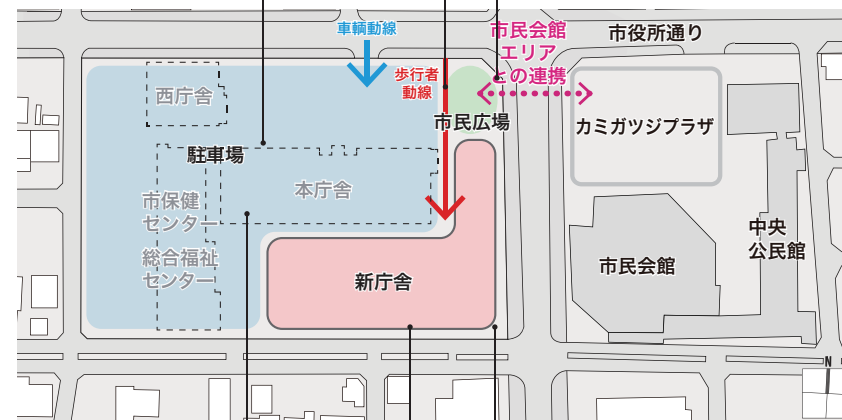 車輌動線
市民会館
エリア
との連携
市役所通り
歩行者
動線
西庁舎
市民広場
カミガツジプラザ
駐車場
本庁舎
市保健
センター
中央
公民館
総合福祉
センター
市民会館
新庁舎
N